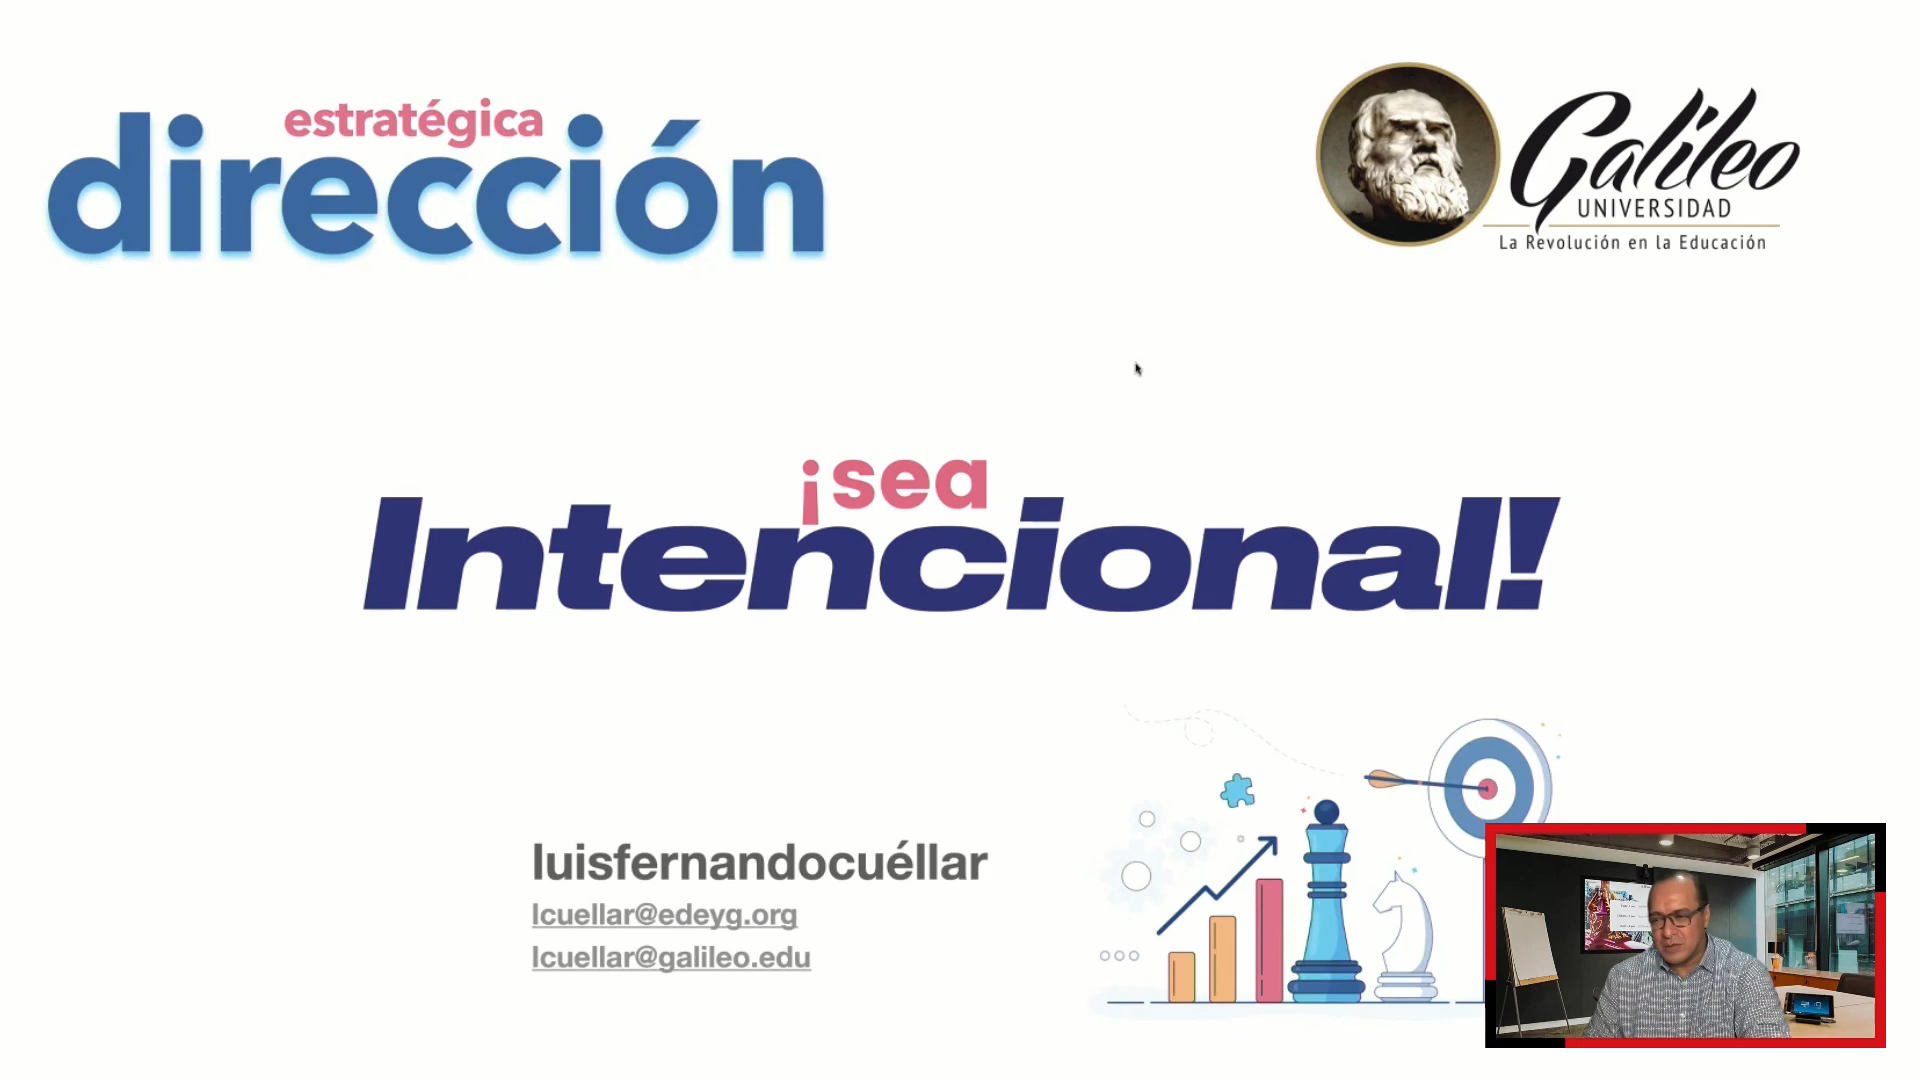 estratégica
dirección
Galileo
UNIVERSIDAD
La Revolución en la Educación
¡sea
Intencional!
luisfernandocuéllar
lcuellar@edeyg.org
lcuellar@galileo.edu